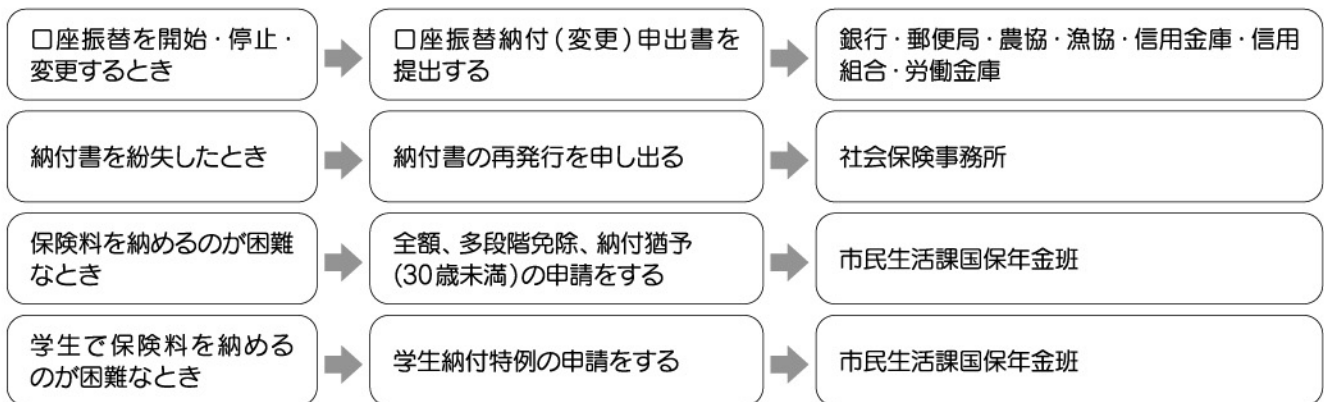 口座振替を開始・停止・
変更するとき
口座振替納付(変更)申出書を
提出する
銀行・郵便局・農協・漁協・信用金庫・信用
組合・労働金庫
納付書を紛失したとき
納付書の再発行を申し出る
社会保険事務所
保険料を納めるのが困難
なとき
全額、多段階免除、納付猶予
(30歳未満)の申請をする
市民生活課国保年金班
学生で保険料を納める
のが困難なとき
学生納付特例の申請をする
市民生活課国保年金班